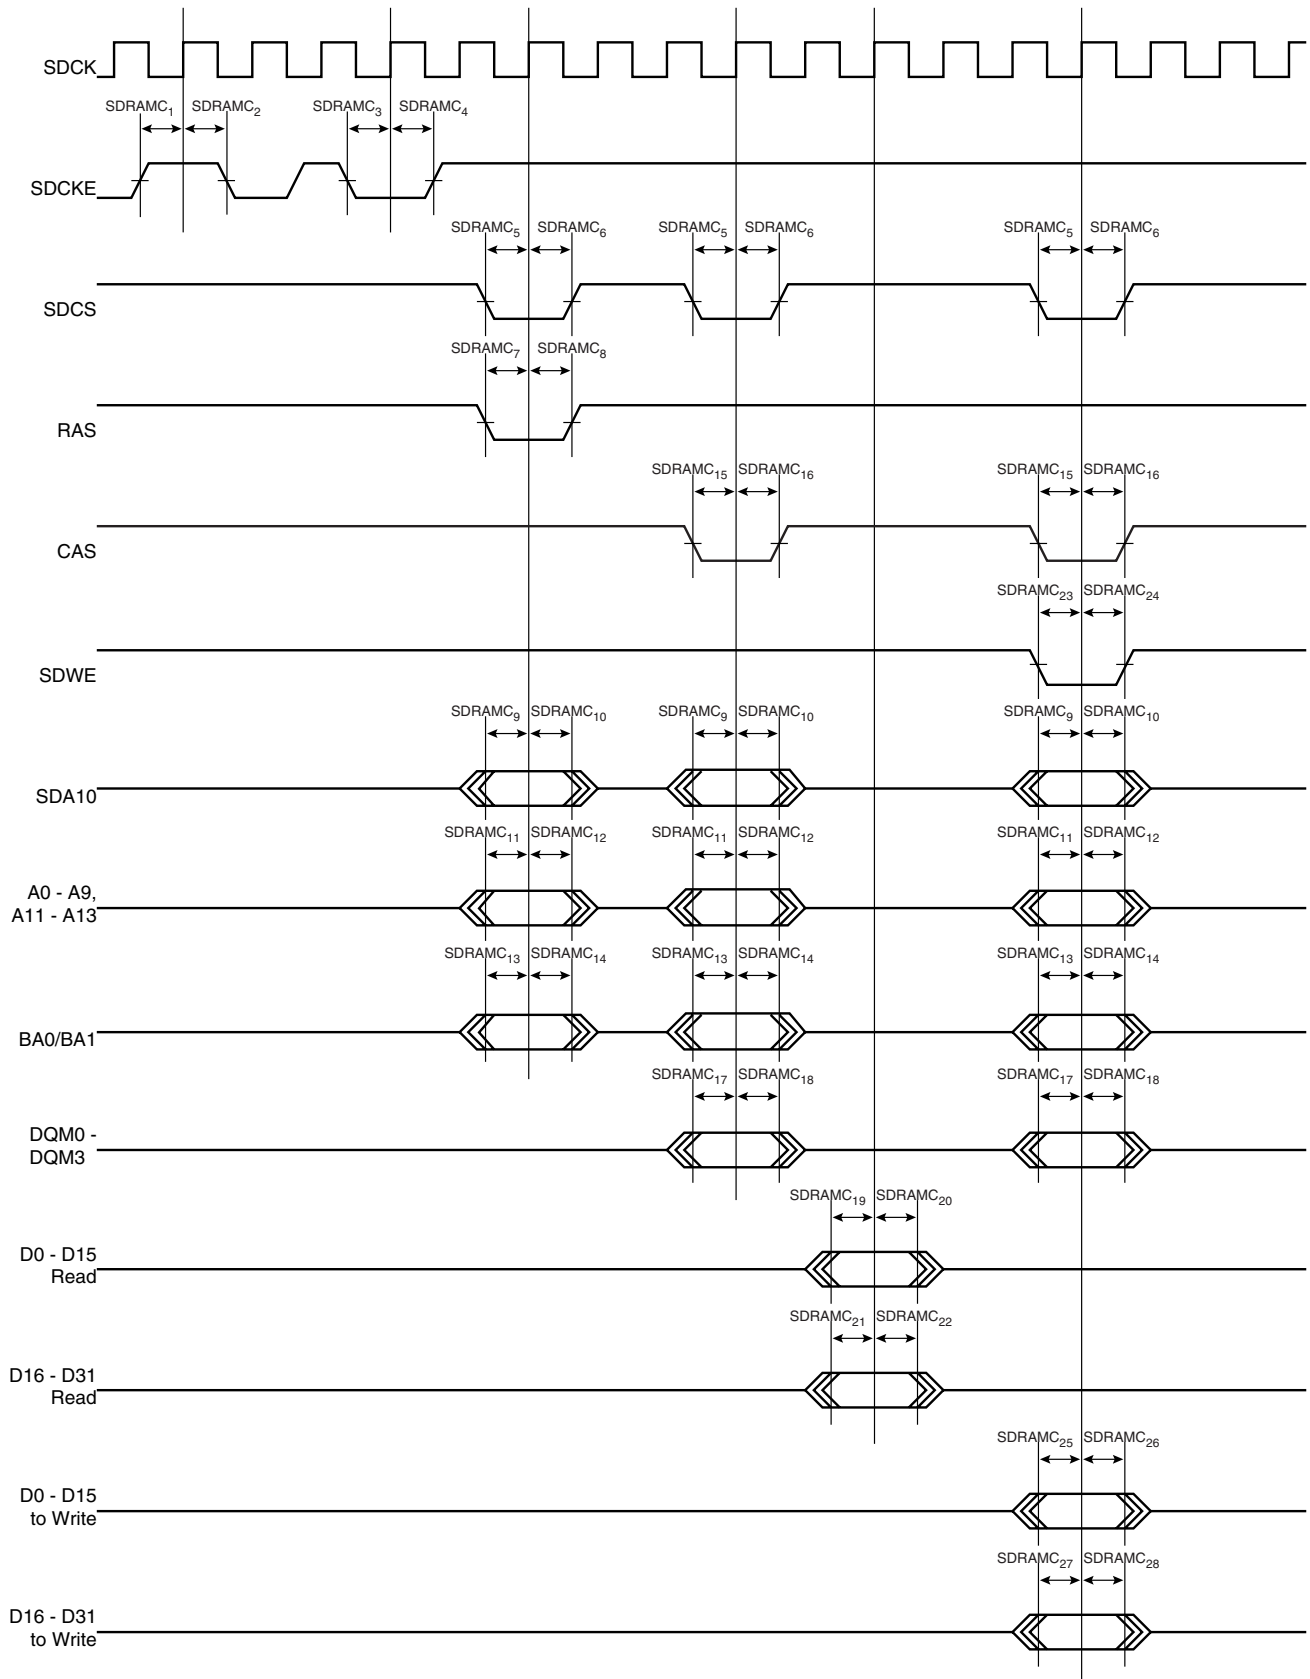 SDCK
SDRAMC1 SDRAMC2 SDRAMC3 SDRAMC4
SDCKE
SDRAMC5 SDRAMC6 SDRAMC5 SDRAMC6 SDRAMC5 SDRAMC6
SDCS
SDRAMC7 SDRAMC8
RAS
SDRAMC15 SDRAMC16 SDRAMC15 SDRAMC16
CAS
SDRAMC23 SDRAMC24
SDWE
SDRAMC9 SDRAMC10 SDRAMC9 SDRAMC10 SDRAMC9 SDRAMC10
SDA10
SDRAMC11 SDRAMC12 SDRAMC11 SDRAMC12 SDRAMC11 SDRAMC12
A0 - A9,
A11 - A13
SDRAMC13 SDRAMC14 SDRAMC13 SDRAMC14 SDRAMC13 SDRAMC14
BA0/BA1
SDRAMC17 SDRAMC18 SDRAMC17 SDRAMC18
DQM0 -
DQM3
SDRAMC19 SDRAMC20
D0 - D15
Read
SDRAMC21 SDRAMC22
D16 - D31
Read
SDRAMC25 SDRAMC26
D0 - D15
to Write
SDRAMC27 SDRAMC28
D16 - D31
to Write